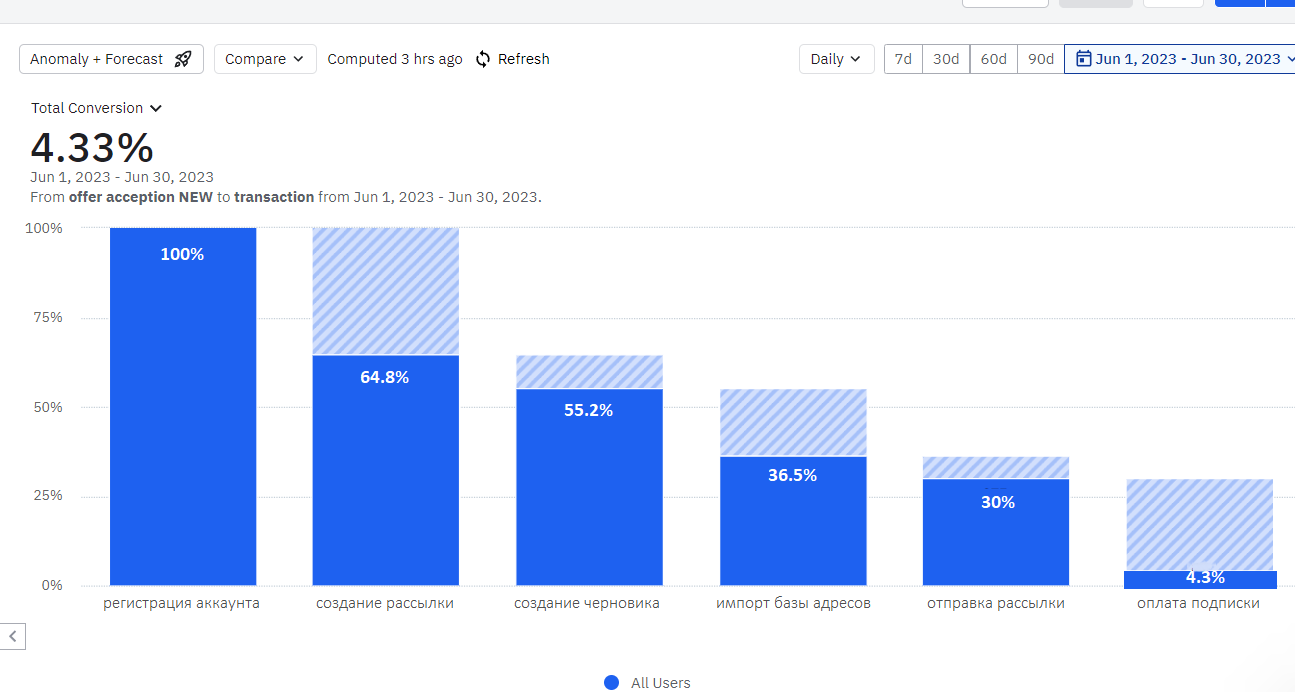 Anomaly + Forecast
Compare
Computed 3 hrs ago
Refresh
Daily
7d
30d
60d
90d
Jun 1, 2023 - Jun 30, 2023
Total Conversion
4.33%
Jun 1, 2023 - Jun 30, 2023
From offer acception NEW to transaction from Jun 1, 2023 - Jun 30, 2023.
100%
75%
50%
25%
0%
100%
64.8%
55.2%
36.5%
30%
4.3%
регистрация аккаунта
создание рассылки
создание черновика
импорт базы адресов
отправка рассылки
оплата подписки
All Users